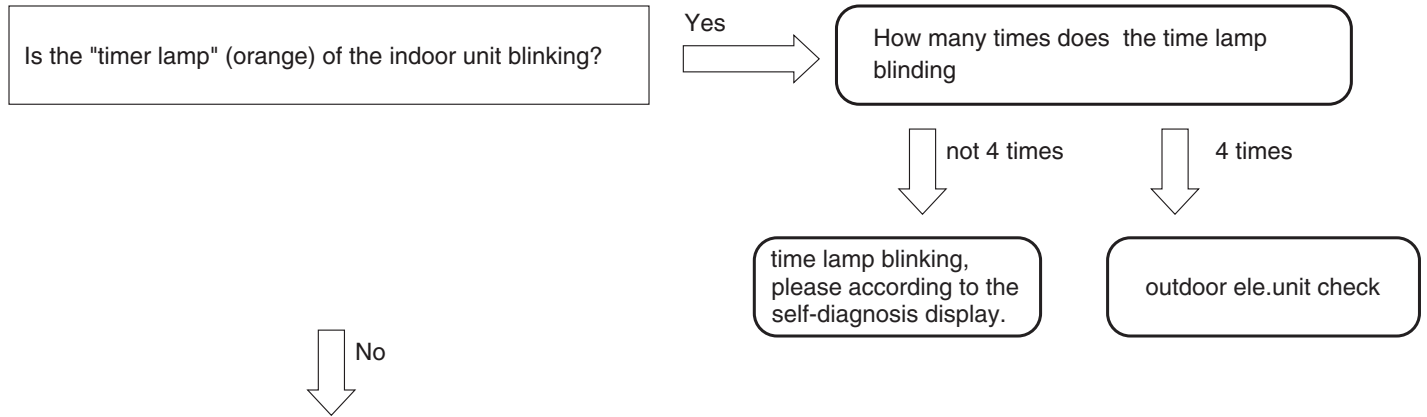 Is the "timer lamp" (orange) of the indoor unit blinking?
Yes
How many times does the time lamp
blinding
not 4 times
4 times
time lamp blinking,
please according to the
self-diagnosis display.
outdoor ele.unit check
No